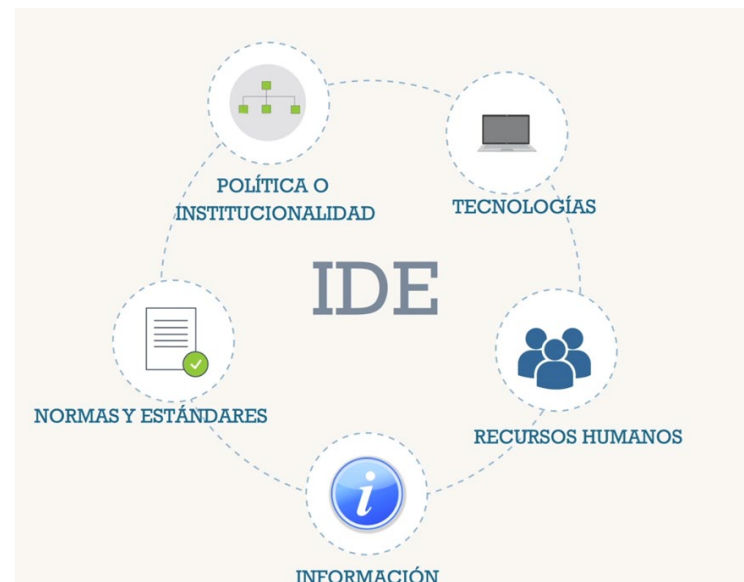 POLÍTICA O
INSTITUCIONALIDAD
TECNOLOGÍAS
IDE
NORMAS Y ESTÁNDARES
RECURSOS HUMANOS
i
INFORMACIÓN